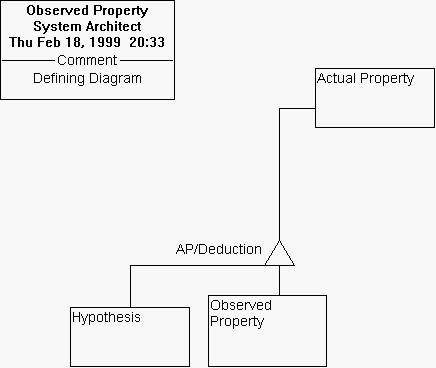 Observed Property
System Architect
Thu Feb 18, 1999 20:33
Comment
Defining Diagram
Actual Property
AP/Deduction
Hypothesis
Observed
Property